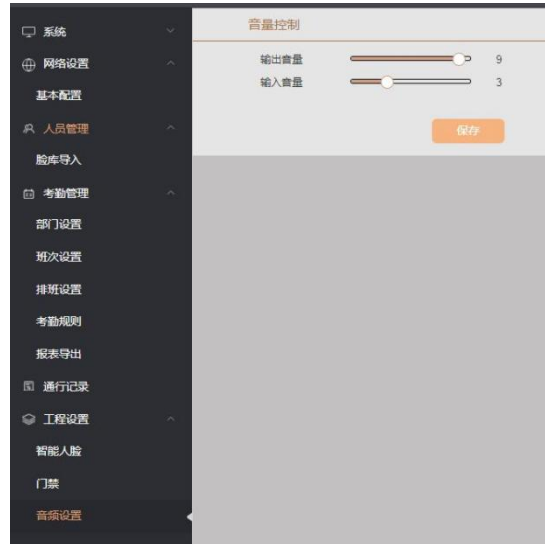 系统
网络设置
基本配置
人员管理
脸库导入
考勤管理
部门设置
班次设置
排班设置
考勤规则
报表导出
通行记录
工程设置
智能人脸
门禁
音频设置
音量控制
输出音量 9
输入音量 3
保存